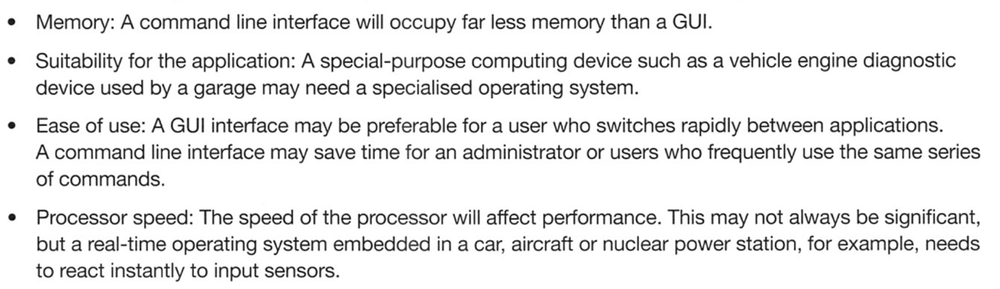 • Memory: A command line interface will occupy far less memory than a GUI.
• Suitability for the application: A special-purpose computing device such as a vehicle engine diagnostic
device used by a garage may need a specialised operating system.
• Ease of use: A GUI interface may be preferable for a user who switches rapidly between applications.
A command line interface may save time for an administrator or users who frequently use the same series
of commands.
• Processor speed: The speed of the processor will affect performance. This may not always be significant,
but a real-time operating system embedded in a car, aircraft or nuclear power station, for example, needs
to react instantly to input sensors.